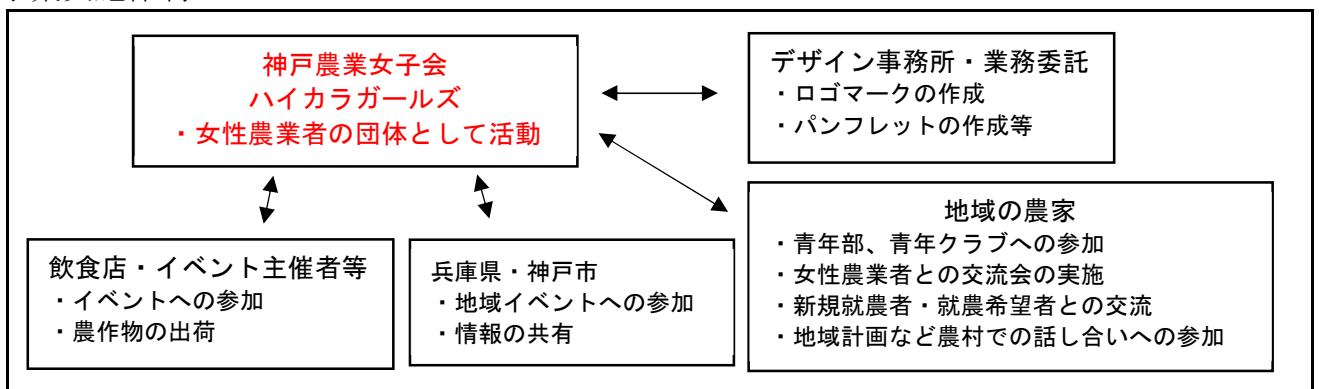 神戸農業女子会
ハイカラガールズ
・女性農業者の団体として活動
デザイン事務所・業務委託
・ロゴマークの作成
・パンフレットの作成等
地域の農家
・青年部、青年クラブへの参加
・女性農業者との交流会の実施
・新規就農者・就農希望者との交流
・地域計画など農村での話し合いへの参加
飲食店・イベント主催者等
・イベントへの参加
・農作物の出荷
兵庫県・神戸市
・地域イベントへの参加
・情報の共有